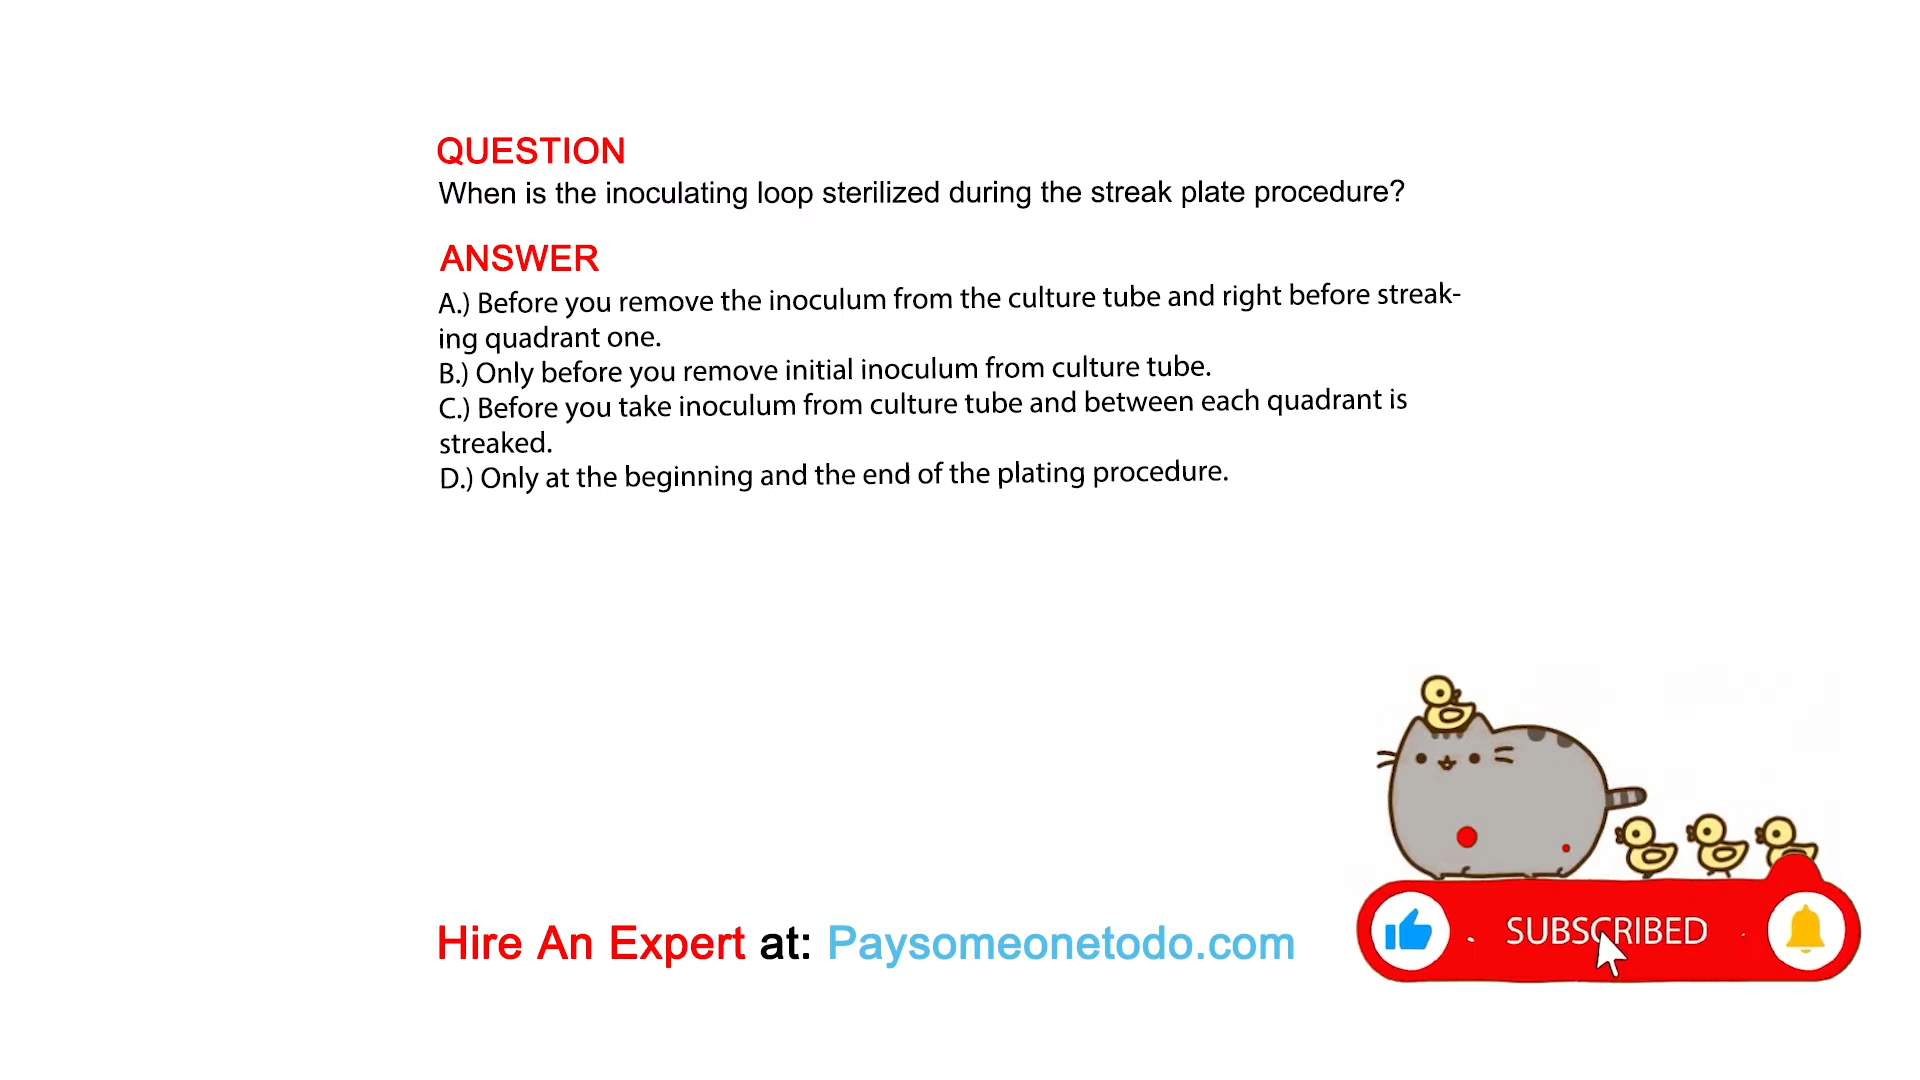 QUESTION
When is the inoculating loop sterilized during the streak plate procedure?
ANSWER
A.) Before you remove the inoculum from the culture tube and right before streak-
ing quadrant one.
B.) Only before you remove initial inoculum from culture tube.
C.) Before you take inoculum from culture tube and between each quadrant is
streaked.
D.) Only at the beginning and the end of the plating procedure.
Hire An Expert at: Paysomeonetodo.com
SUBSCRIBED